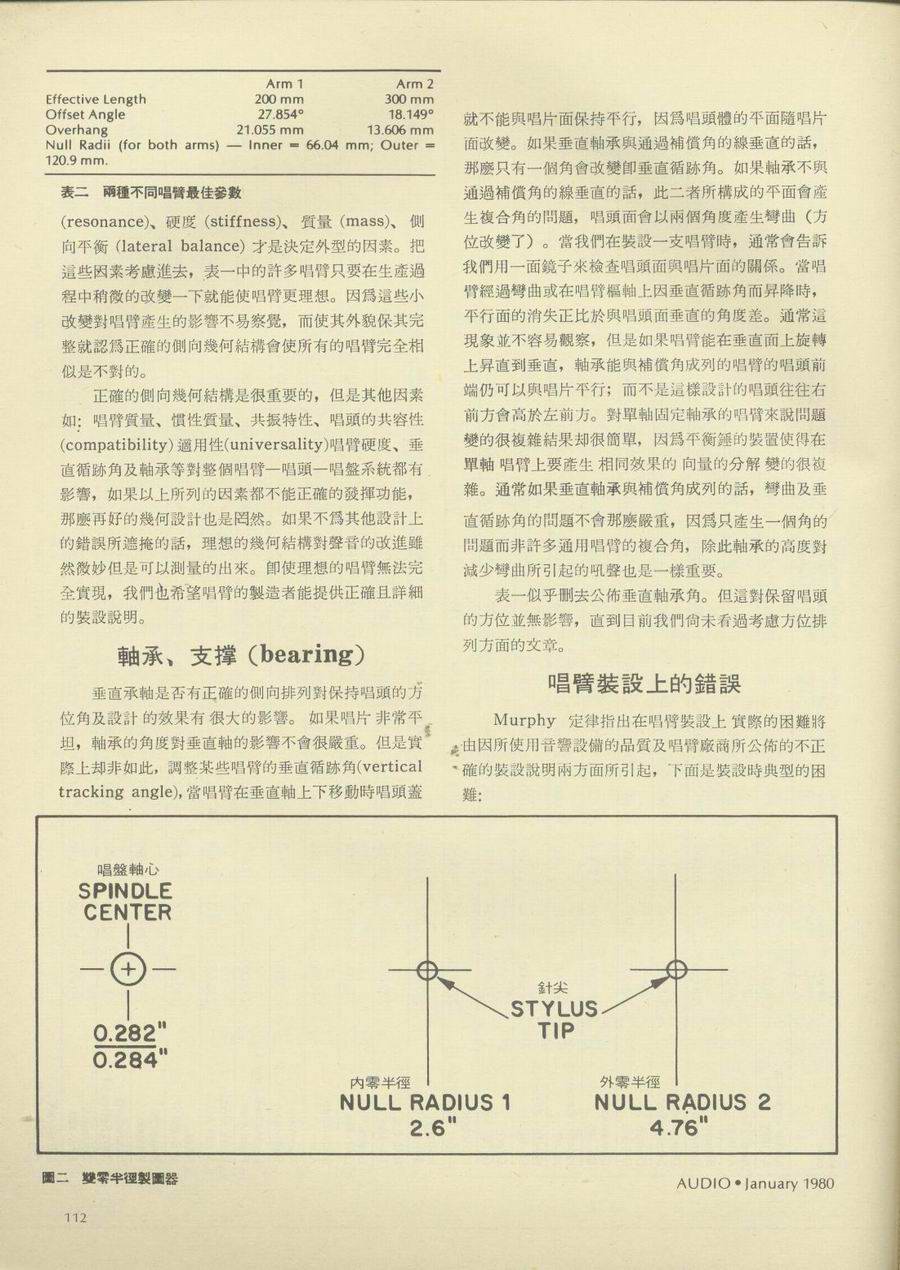 Arm 1 Arm 2
Effective Length 200 mm 300 mm
Offset Angle 27.854° 18.149°
Overhang 21.055 mm 13.606 mm
Null Radii (for both arms) — Inner = 66.04 mm; Outer =
120.9 mm.
表二 兩種不同唱臂最佳參數
(resonance)、硬度 (stiffness)、質量 (mass)、側
向平衡 (lateral balance) 才是決定外型的因素。把
這些因素考慮進去，表一中的許多唱臂只要在生產過
程中稍微的改變一下就能使唱臂更理想。因爲這些小
改變對唱臂產生的影響不易察覺，而使其外貌保其完
整就認爲正確的側向幾何結構會使所有的唱臂完全相
似是不對的。
正確的側向幾何結構是很重要的，但是其他因素
如：唱臂質量、慣性質量、共振特性、唱頭的共容性
(compatibility) 適用性(universality)唱臂硬度、垂
直循跡角及軸承等對整個唱臂—唱頭—唱盤系統都有
影響，如果以上所列的因素都不能正確的發揮功能，
那麽再好的幾何設計也是罔然。如果不爲其他設計上
的錯誤所遮掩的話，理想的幾何結構對聲音的改進雖
然微妙但是可以測量的出來。卽使理想的唱臂無法完
全實現，我們也希望唱臂的製造者能提供正確且詳細
的裝設說明。
軸承、支撑 (bearing)
垂直承軸是否有正確的側向排列對保持唱頭的方
位角及設計 的效果有 很大的影響。 如果唱片 非常平
坦，軸承的角度對垂直軸的影響不會很嚴重。但是實
際上却非如此，調整某些唱臂的垂直循跡角(vertical
tracking angle)，當唱臂在垂直軸上下移動時唱頭蓋
就不能與唱片面保持平行，因爲唱頭體的平面隨唱片
面改變。如果垂直軸承與通過補償角的線垂直的話，
那麽只有一個角會改變卽垂直循跡角。如果軸承不與
通過補償角的線垂直的話，此二者所構成的平面會產
生複合角的問題，唱頭面會以兩個角度產生彎曲（方
位改變了）。當我們在裝設一支唱臂時，通常會告訴
我們用一面鏡子來檢查唱頭面與唱片面的關係。當唱
臂經過彎曲或在唱臂樞軸上因垂直循跡角而昇降時，
平行面的消失正比於與唱頭面垂直的角度差。通常這
現象並不容易觀察，但是如果唱臂能在垂直面上旋轉
上昇直到垂直，軸承能與補償角成列的唱臂的唱頭前
端仍可以與唱片平行；而不是這樣設計的唱頭往往右
前方會高於左前方。對單軸固定軸承的唱臂來說問題
變的很複雜結果却很簡單，因爲平衡錘的裝置使得在
單軸 唱臂上要產生 相同效果的 向量的分解 變的很複
雜。通常如果垂直軸承與補償角成列的話，彎曲及垂
直循跡角的問題不會那麽嚴重，因爲只產生一個角的
問題而非許多通用唱臂的複合角，除此軸承的高度對
減少彎曲所引起的吼聲也是一樣重要。
表一似乎删去公佈垂直軸承角。但這對保留唱頭
的方位並無影響，直到目前我們尙未看過考慮方位排
列方面的文章。
唱臂裝設上的錯誤
Murphy 定律指出在唱臂裝設上 實際的困難將
由因所使用音響設備的品質及唱臂廠商所公佈的不正
確的裝設說明兩方面所引起，下面是裝設時典型的困
難：
唱盤軸心
SPINDLE
CENTER
0.282"
0.284"
針尖
STYLUS
TIP
内零半徑
NULL RADIUS 1
2.6"
外零半徑
NULL RADIUS 2
4.76"
圖二 雙零半徑製圖器
AUDIO • January 1980
112